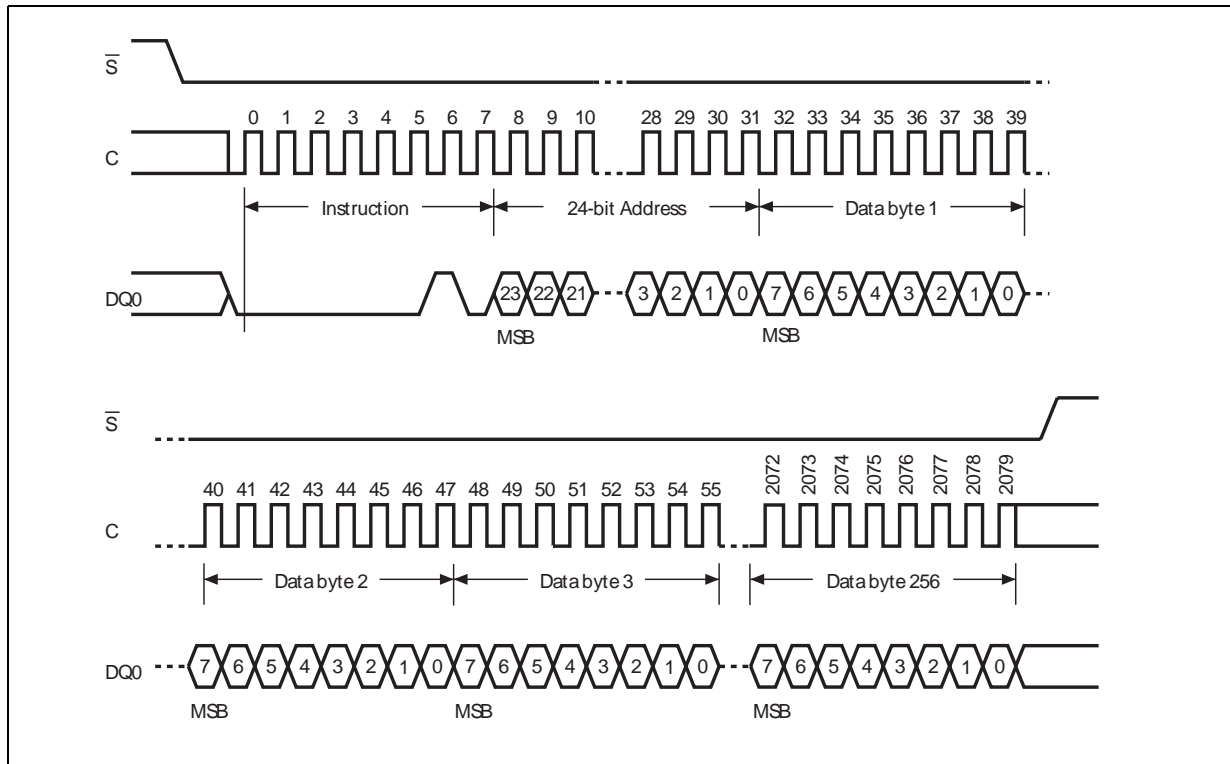 S
0 1 2 3 4 5 6 7 8 9 10 28 29 30 31 32 33 34 35 36 37 38 39
C
Instruction 24-bit Address Data byte 1
DQ0 23 22 21 3 2 1 0 7 6 5 4 3 2 1 0
MSB MSB
S
40 41 42 43 44 45 46 47 48 49 50 51 52 53 54 55 2072 2073 2074 2075 2076 2077 2078 2079
C
Data byte 2 Data byte 3 Data byte 256
DQ0 7 6 5 4 3 2 1 0 7 6 5 4 3 2 1 0 7 6 5 4 3 2 1 0
MSB MSB MSB